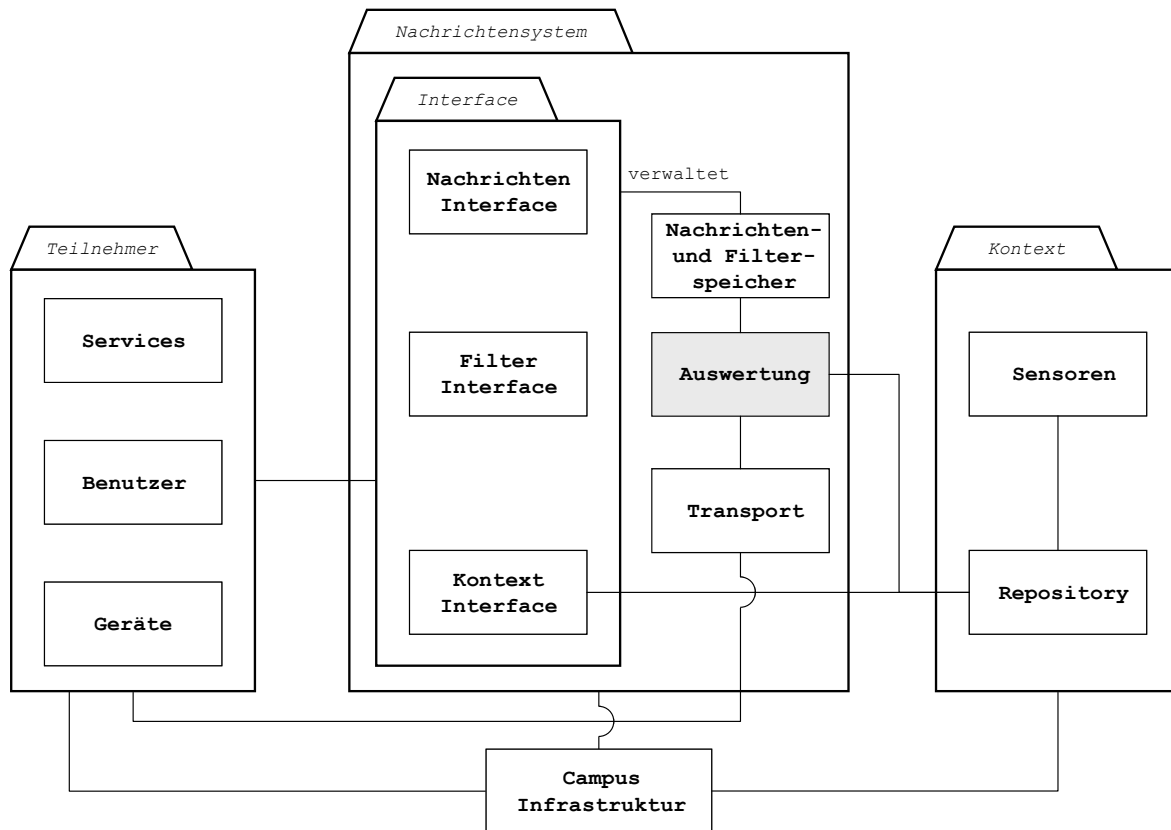 Nachrichtensystem
Interface
Nachrichten
Interface
verwaltet
Nachrichten-
und Filter-
speicher
Teilnehmer
Kontext
Services
Filter
Interface
Auswertung
Sensoren
Benutzer
Transport
Kontext
Interface
Repository
Geräte
Campus
Infrastruktur